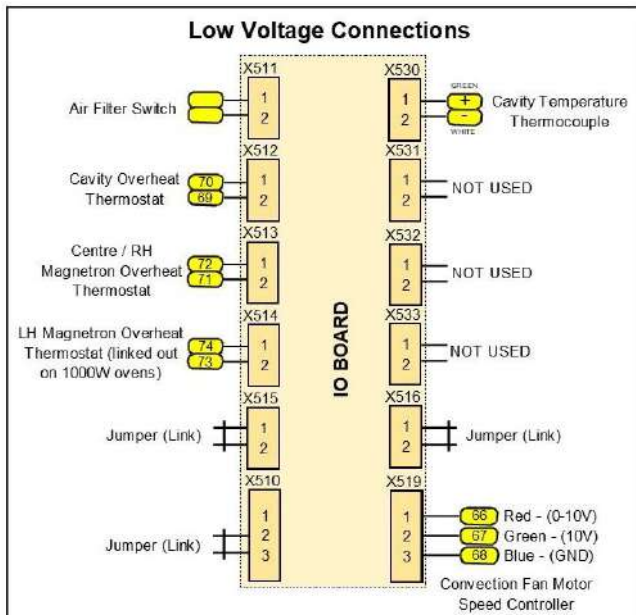 Low Voltage Connections
X511
1
2
Air Filter Switch
X512
1
2
Cavity Overheat
Thermostat
70
69
X513
1
2
Centre / RH
Magnetron Overheat
Thermostat
72
71
X514
1
2
LH Magnetron Overheat
Thermostat (linked out
on 1000W ovens)
74
73
X515
1
2
Jumper (Link)
X510
1
2
3
Jumper (Link)
IO BOARD
X530
1
2
GREEN
+
-
WHITE
Cavity Temperature
Thermocouple
X531
1
2
NOT USED
X532
1
2
NOT USED
X533
1
2
NOT USED
X516
1
2
Jumper (Link)
X519
1
2
3
66 Red - (0-10V)
67 Green - (10V)
68 Blue - (GND)
Convection Fan Motor
Speed Controller